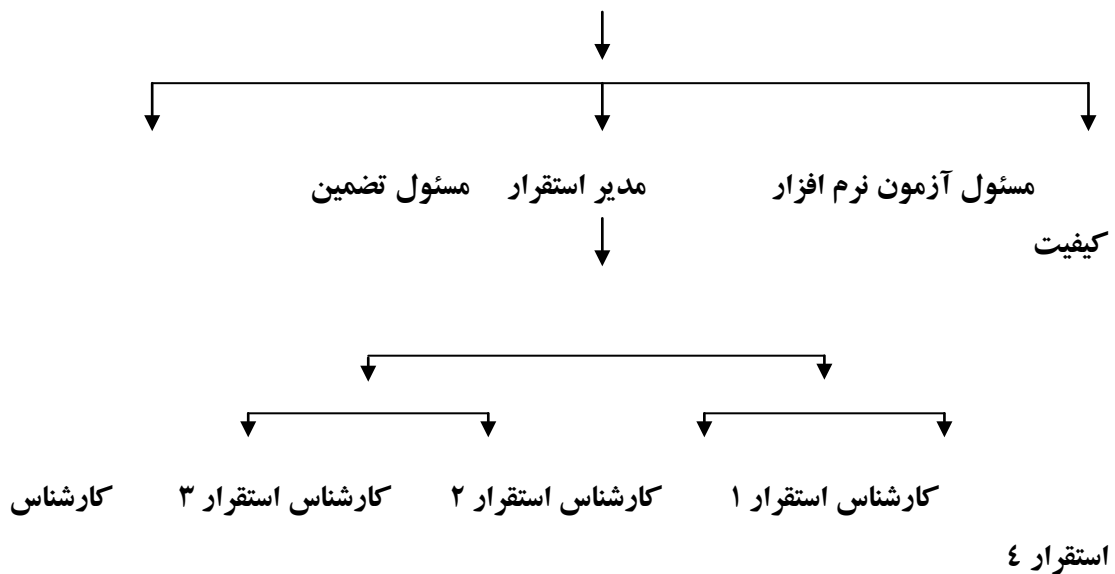 مسئول آزمون نرم افزار مدیر استقرار مسئول تضمین
کیفیت
کارشناس استقرار ۱ کارشناس استقرار ۲ کارشناس استقرار ۳ کارشناس
استقرار ٤